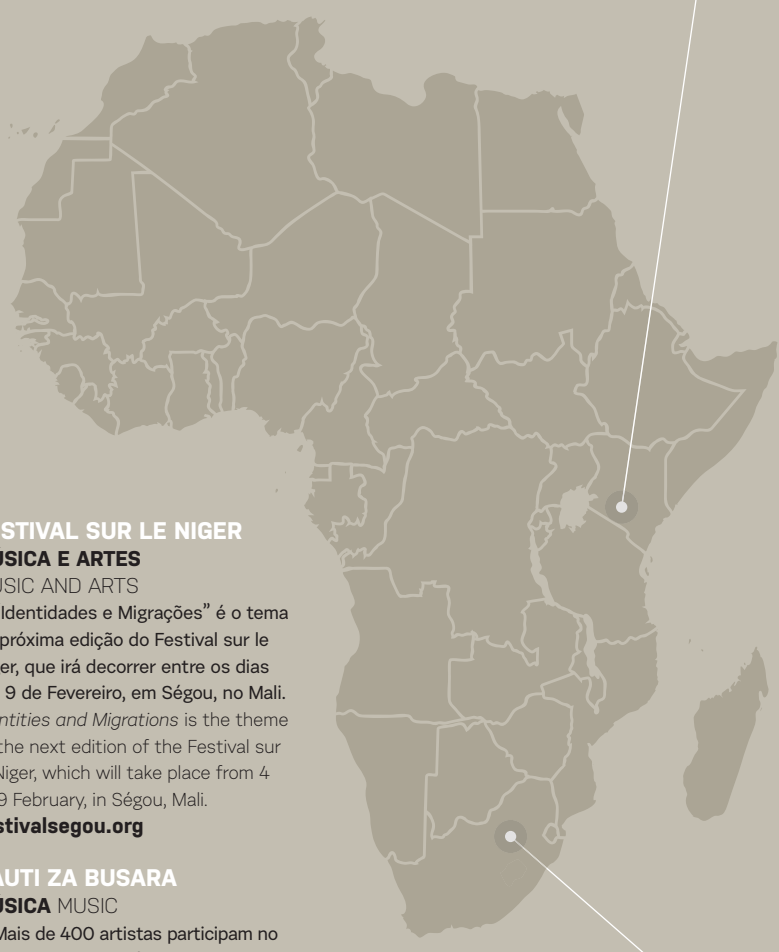 STIVAL SUR LE NIGER
ÚSICA E ARTES
USIC AND ARTS
Identidades e Migrações” é o tema
próxima edição do Festival sur le
er, que irá decorrer entre os dias
9 de Fevereiro, em Ségou, no Mali.
ntities and Migrations is the theme
the next edition of the Festival sur
Niger, which will take place from 4
9 February, in Ségou, Mali.
stivalsegou.org
AUTI ZA BUSARA
ÚSICA MUSIC
Mais de 400 artistas participam no